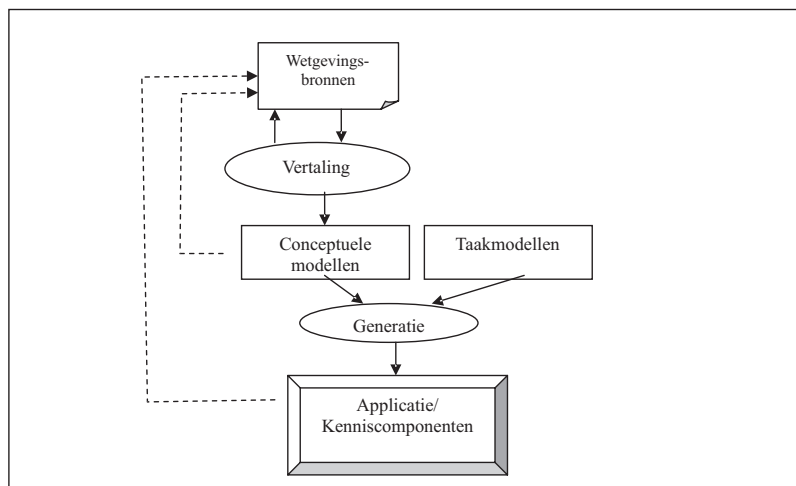 Wetgevings-
bronnen
Vertaling
Conceptuele
modellen
Taakmodellen
Generatie
Applicatie/
Kenniscomponenten